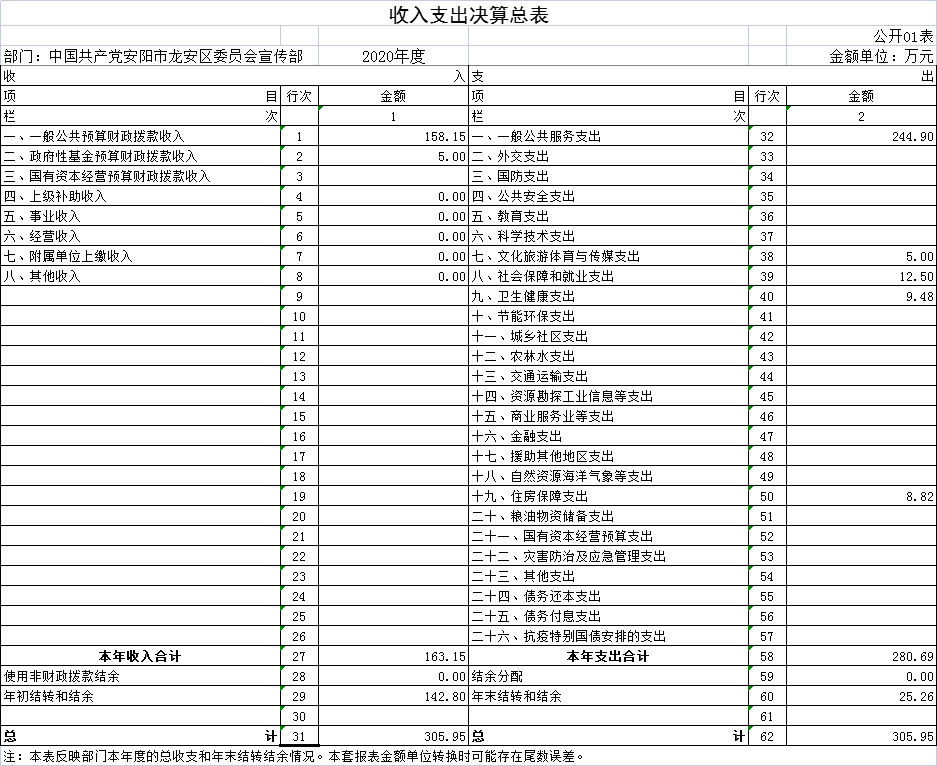 收入支出决算总表
公开01表
部门：中国共产党安阳市龙安区委员会宣传部 2020年度 金额单位：万元
收 入 支 出
项 目 行次 金额 项 目 行次 金额
栏 次 1 栏 次 2
一、一般公共预算财政拨款收入 1 158.15 一、一般公共服务支出 32 244.90
二、政府性基金预算财政拨款收入 2 5.00 二、外交支出 33
三、国有资本经营预算财政拨款收入 3 三、国防支出 34
四、上级补助收入 4 0.00 四、公共安全支出 35
五、事业收入 5 0.00 五、教育支出 36
六、经营收入 6 0.00 六、科学技术支出 37
七、附属单位上缴收入 7 0.00 七、文化旅游体育与传媒支出 38 5.00
八、其他收入 8 0.00 八、社会保障和就业支出 39 12.50
9 九、卫生健康支出 40 9.48
10 十、节能环保支出 41
11 十一、城乡社区支出 42
12 十二、农林水支出 43
13 十三、交通运输支出 44
14 十四、资源勘探工业信息等支出 45
15 十五、商业服务业等支出 46
16 十六、金融支出 47
17 十七、援助其他地区支出 48
18 十八、自然资源海洋气象等支出 49
19 十九、住房保障支出 50 8.82
20 二十、粮油物资储备支出 51
21 二十一、国有资本经营预算支出 52
22 二十二、灾害防治及应急管理支出 53
23 二十三、其他支出 54
24 二十四、债务还本支出 55
25 二十五、债务付息支出 56
26 二十六、抗疫特别国债安排的支出 57
本年收入合计 27 163.15 本年支出合计 58 280.69
使用非财政拨款结余 28 0.00 结余分配 59 0.00
年初结转和结余 29 142.80 年末结转和结余 60 25.26
30 61
总 计 31 305.95 总 计 62 305.95
注：本表反映部门本年度的总收支和年末结转结余情况。本套报表金额单位转换时可能存在尾数误差。